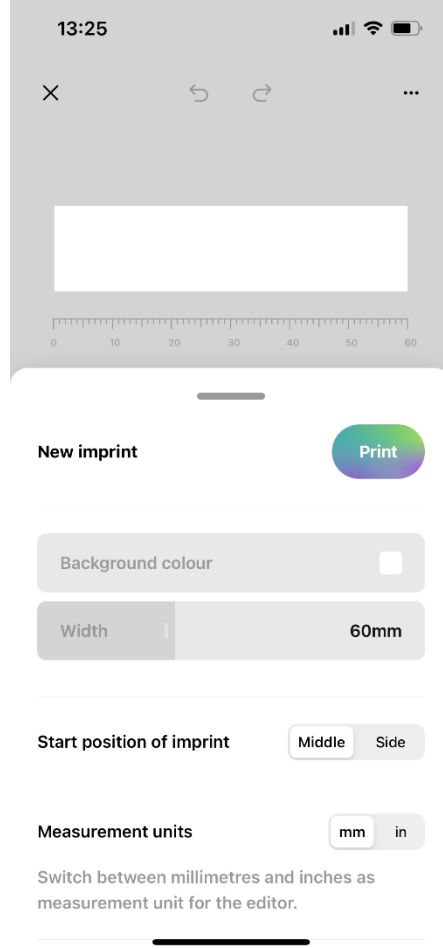 13:25
0 10 20 30 40 50 60
New imprint
Print
Background colour
Width 60mm
Start position of imprint Middle Side
Measurement units mm in
Switch between millimetres and inches as
measurement unit for the editor.